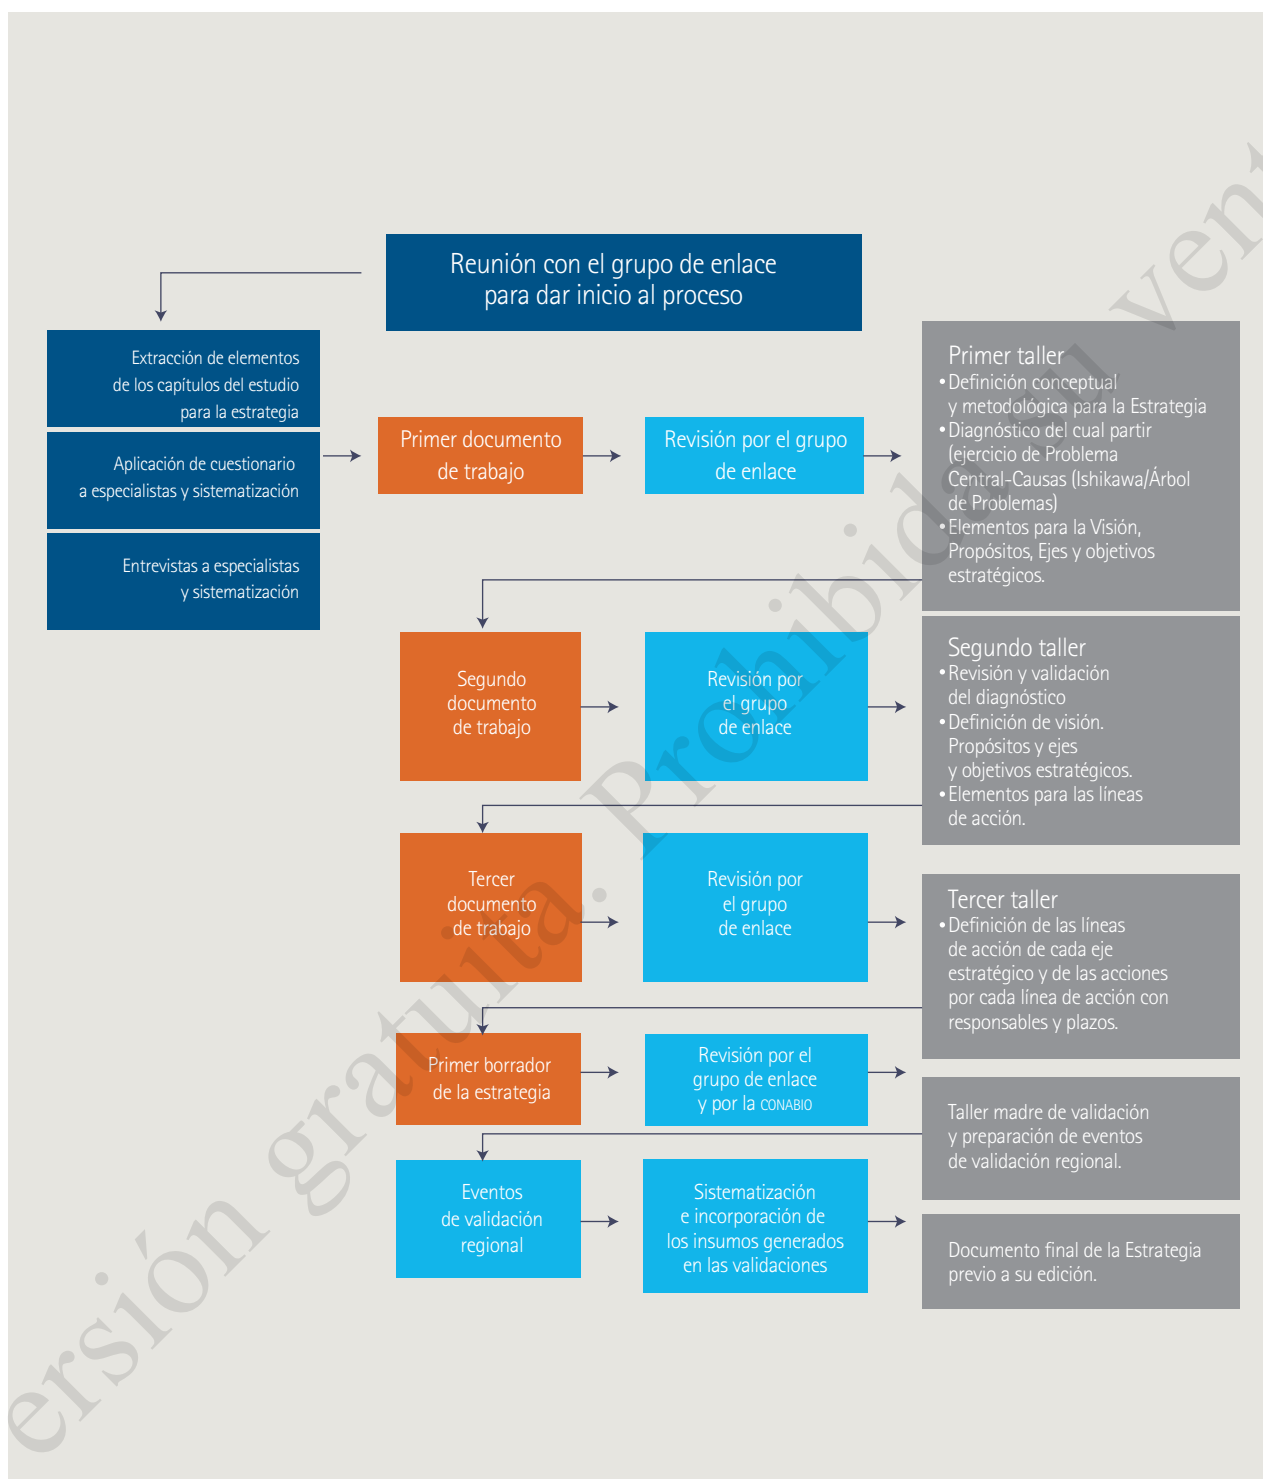 Reunión con el grupo de enlace
para dar inicio al proceso
Extracción de elementos
de los capítulos del estudio
para la estrategia
Aplicación de cuestionario
a especialistas y sistematización
Entrevistas a especialistas
y sistematización
Primer documento
de trabajo
Revisión por el grupo
de enlace
Primer taller
•Definición conceptual
y metodológica para la Estrategia
•Diagnóstico del cual partir
(ejercicio de Problema
Central-Causas (Ishikawa/Árbol
de Problemas)
•Elementos para la Visión,
Propósitos, Ejes y objetivos
estratégicos.
Segundo
documento
de trabajo
Revisión por
el grupo
de enlace
Segundo taller
•Revisión y validación
del diagnóstico
•Definición de visión.
Propósitos y ejes
y objetivos estratégicos.
•Elementos para las líneas
de acción.
Tercer
documento
de trabajo
Revisión por
el grupo
de enlace
Tercer taller
•Definición de las líneas
de acción de cada eje
estratégico y de las acciones
por cada línea de acción con
responsables y plazos.
Primer borrador
de la estrategia
Revisión por el
grupo de enlace
y por la CONABIO
Taller madre de validación
y preparación de eventos
de validación regional.
Eventos
de validación
regional
Sistematización
e incorporación de
los insumos generados
en las validaciones
Documento final de la Estrategia
previo a su edición.
ersión gratuita. Prohibida su vent